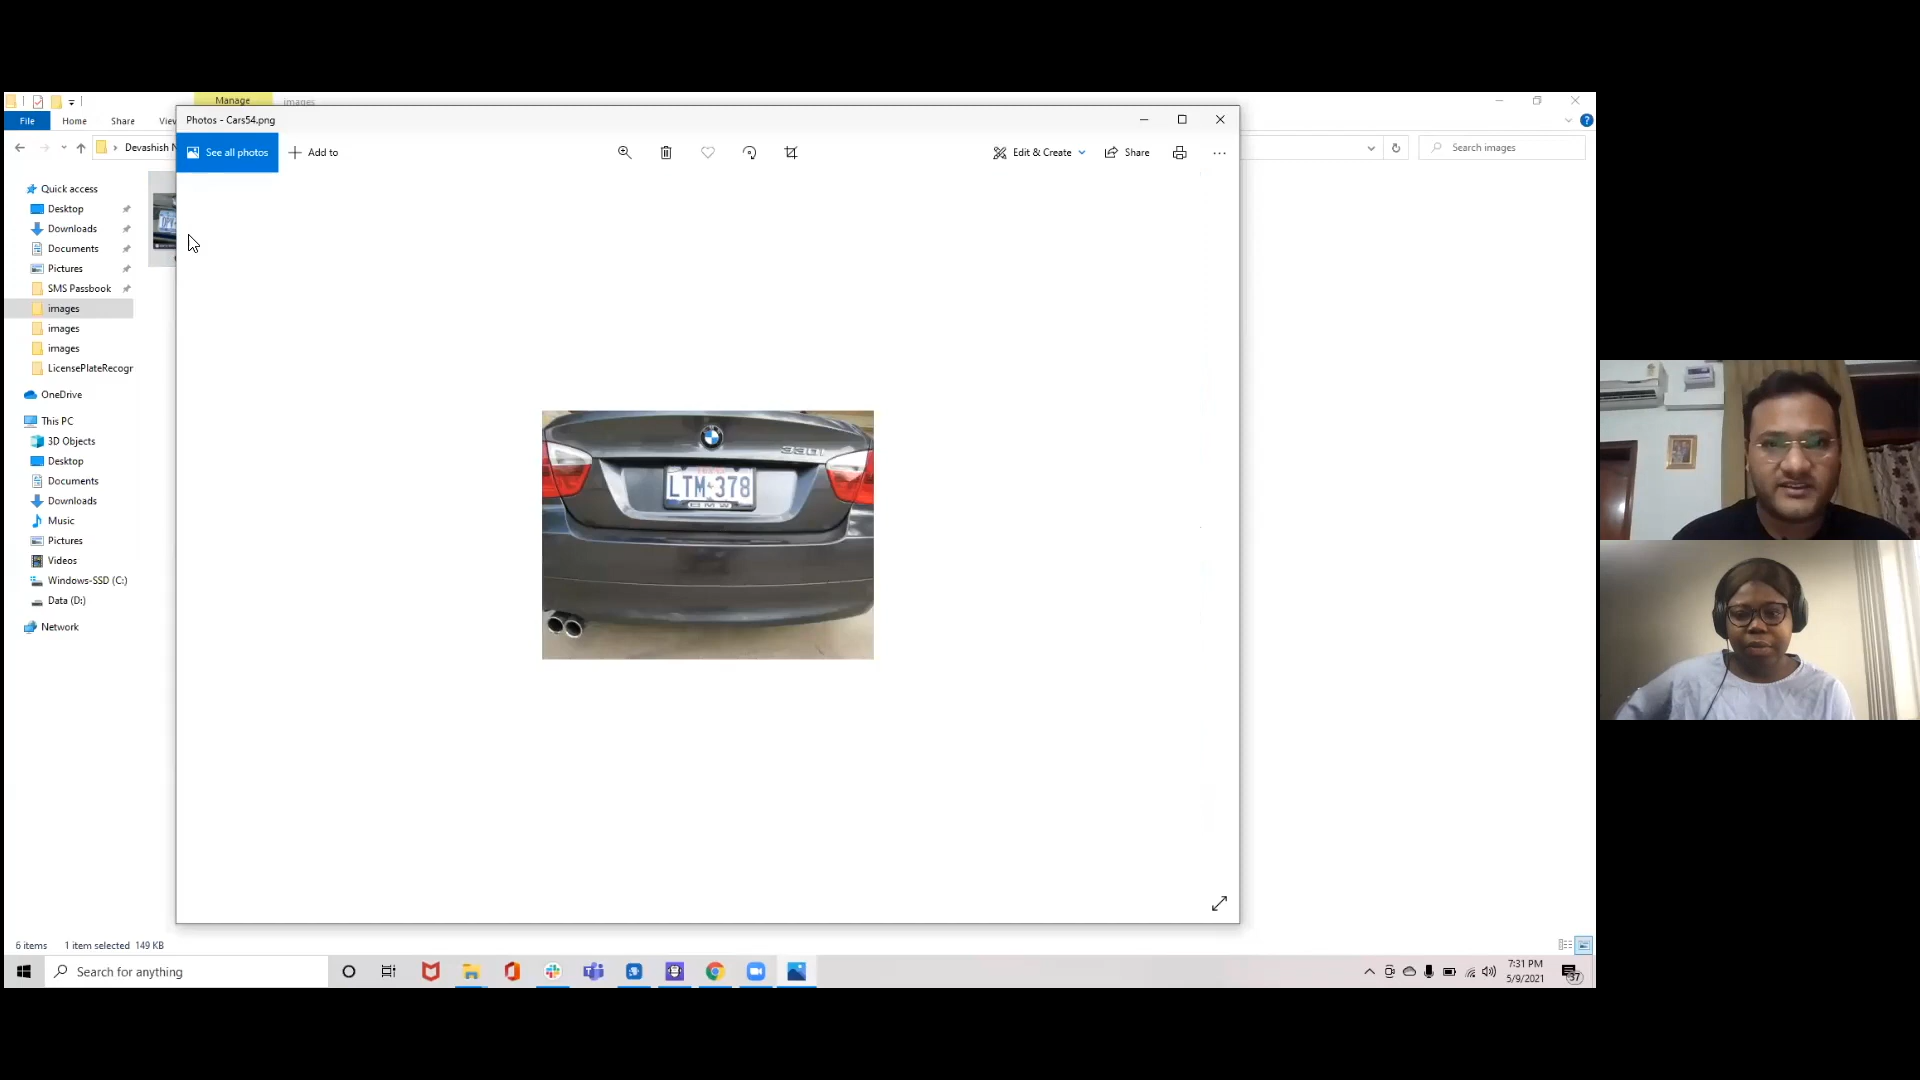 Manage images
File Home Share Vie
Devashish N
Search images
Photos - Cars54.png
See all photos Add to Edit & Create Share
Quick access
Desktop
Downloads
Documents
Pictures
SMS Passbook
images
images
images
LicensePlateRecogr
OneDrive
This PC
3D Objects
Desktop
Documents
Downloads
Music
Pictures
Videos
Windows-SSD (C:)
Data (D:)
Network
LTM 378
BMW
6 items 1 item selected 149 KB
Search for anything
7:31 PM
5/9/2021
37